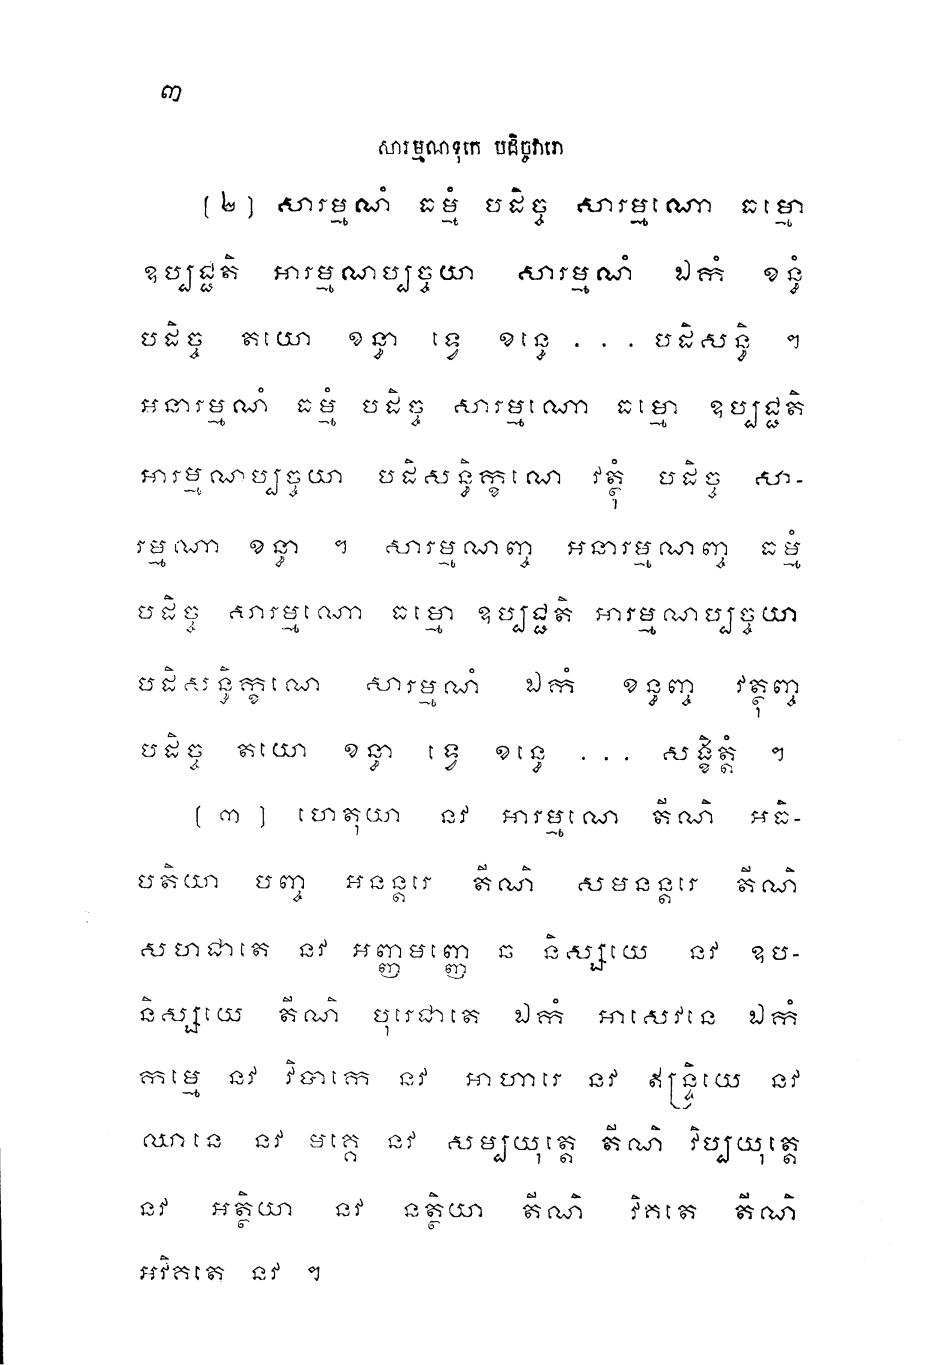 ៣
សារម្មណទុកេ បដិច្ចវារោ
(២) សារម្មណំ ធម្មំ បដិច្ច សារម្មណោ ធម្មោ
ឧប្បជ្ជតិ អារម្មណប្បច្ចយា សារម្មណំ ឯកំ ខន្ធំ
បដិច្ច តយោ ខន្ធា ទ្វេ ខន្ធេ ... បដិសន្ធិ ។
អនារម្មណំ ធម្មំ បដិច្ច សារម្មណោ ធម្មោ ឧប្បជ្ជតិ
អារម្មណប្បច្ចយា បដិសន្ធិក្ខណេ វត្ថុំ បដិច្ច សា-
រម្មណា ខន្ធា ។ សារម្មណញ្ច អនារម្មណញ្ច ធម្មំ
បដិច្ច សារម្មណោ ធម្មោ ឧប្បជ្ជតិ អារម្មណប្បច្ចយា
បដិសន្ធិក្ខណេ សារម្មណំ ឯកំ ខន្ធញ្ច វត្ថុញ្ច
បដិច្ច តយោ ខន្ធា ទ្វេ ខន្ធេ ... សង្ខិត្តំ ។
(៣) ហេតុយា នវ អារម្មណេ តីណិ អធិ-
បតិយា បញ្ច អនន្តរេ តីណិ សមនន្តរេ តីណិ
សហជាតេ នវ អញ្ញមញ្ញេ ឆ និស្សយេ នវ ឧប-
និស្សយេ តីណិ បុរេជាតេ ឯកំ អាសេវនេ ឯកំ
កម្មេ នវ វិបាកេ នវ អាហារេ នវ ឥន្ទ្រិយេ នវ
ឈានេ នវ មគ្គេ នវ សម្បយុត្តេ តីណិ វិប្បយុត្តេ
នវ អត្ថិយា នវ នត្ថិយា តីណិ វិគតេ តីណិ
អវិគតេ នវ ។